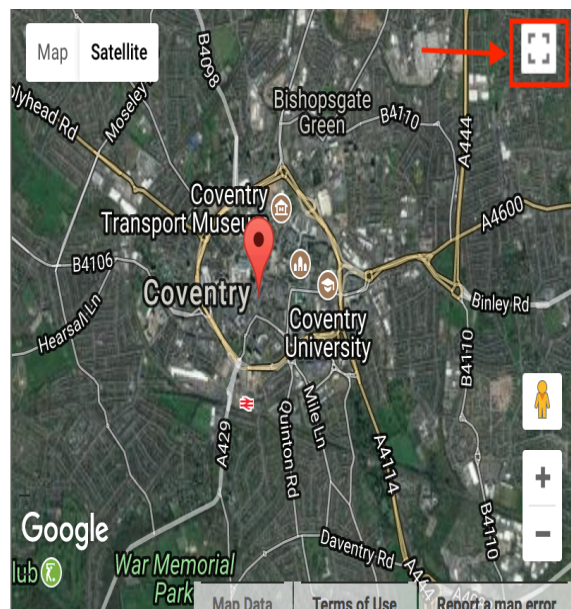 Map
Satellite
B4098
Moseley
olyhead Rd
Bishopsgate
Green
B4110
A444
Coventry
Transport Museum
A4600
B4106
Coventry
Hearsall Ln
Coventry
University
Binley Rd
B4110
A429
Quinton Rd
Mile Ln
A4114
B4110
Google
Daventry Rd
War Memorial
Park
lub
Map Data
Terms of Use
Report a map error